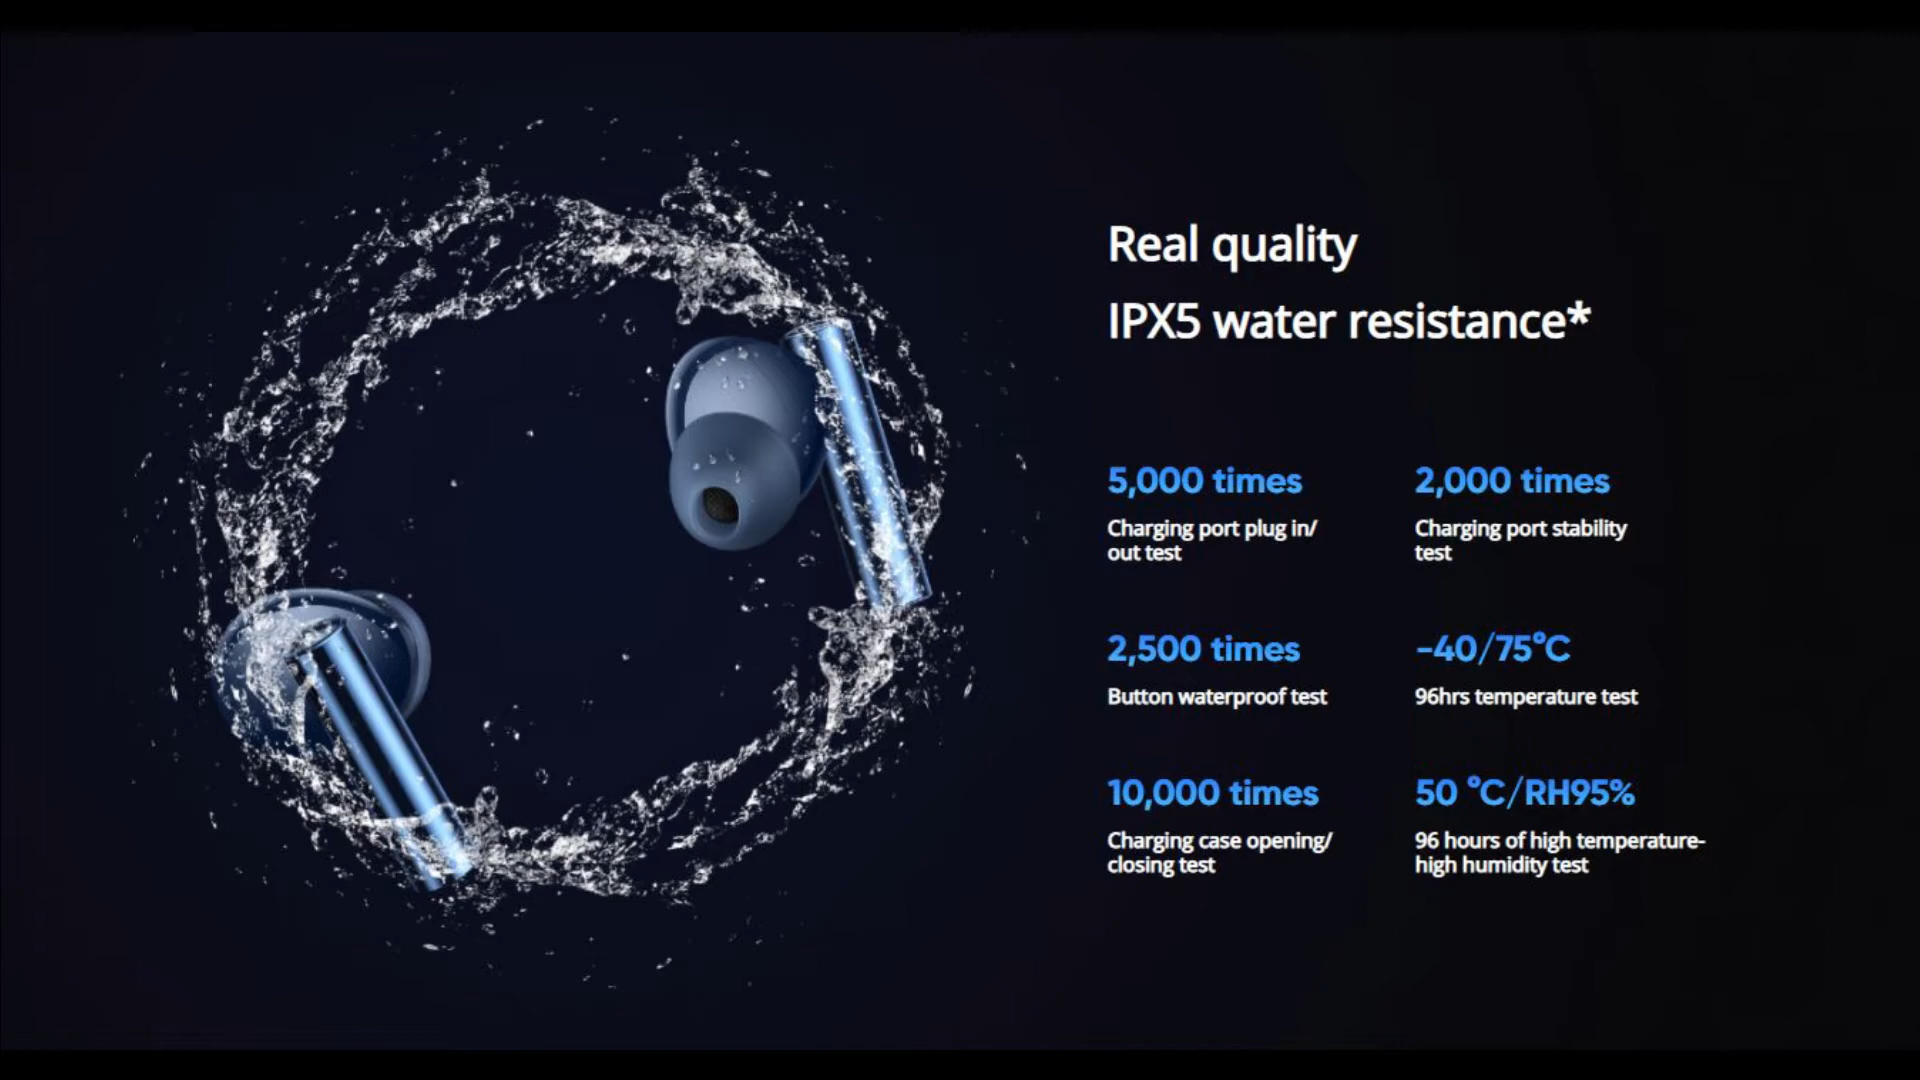 Real quality
IPX5 water resistance*
5,000 times
Charging port plug in/
out test
2,000 times
Charging port stability
test
2,500 times
Button waterproof test
-40/75°C
96hrs temperature test
10,000 times
Charging case opening/
closing test
50 °C/RH95%
96 hours of high temperature-
high humidity test